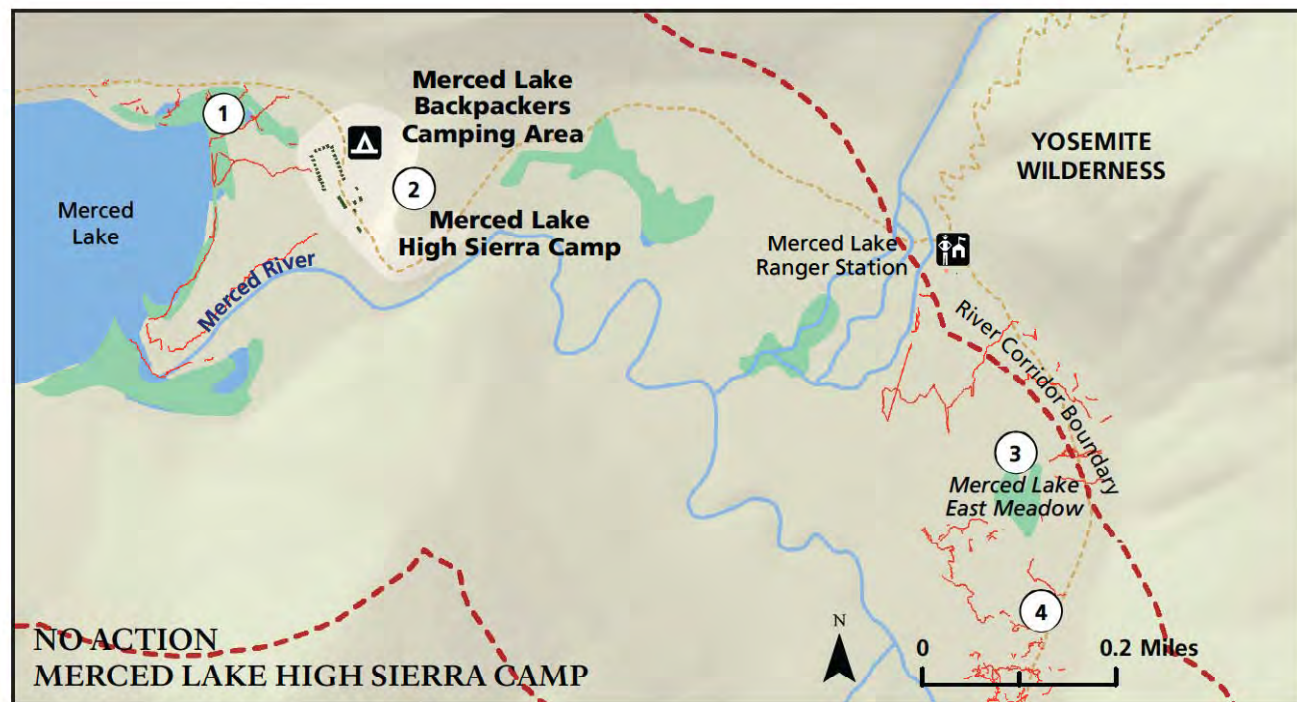 1
Merced Lake
Backpackers
Camping Area
2
Merced Lake
High Sierra Camp
Merced
Lake
Merced River
YOSEMITE
WILDERNESS
Merced Lake
Ranger Station
River Corridor Boundary
3
Merced Lake
East Meadow
4
N
0
0.2 Miles
NO ACTION
MERCED LAKE HIGH SIERRA CAMP